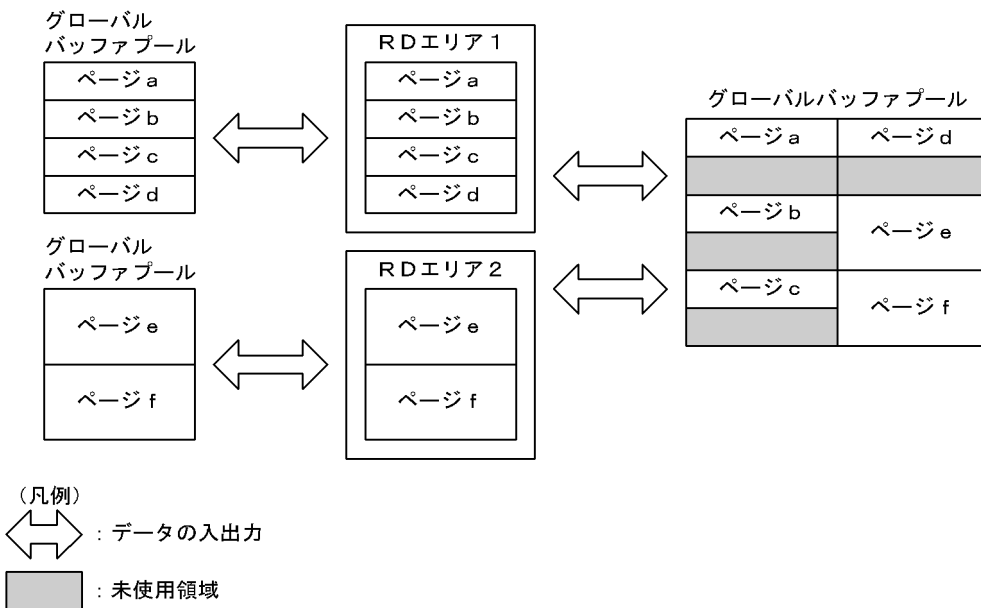 グローバル
バッファプール
ページa
ページb
ページc
ページd
RDエリア1
ページa
ページb
ページc
ページd
グローバルバッファプール
ページa
ページd
ページb
ページe
ページc
ページf
グローバル
バッファプール
ページe
ページf
RDエリア2
ページe
ページf
(凡例)
:データの入出力
:未使用領域